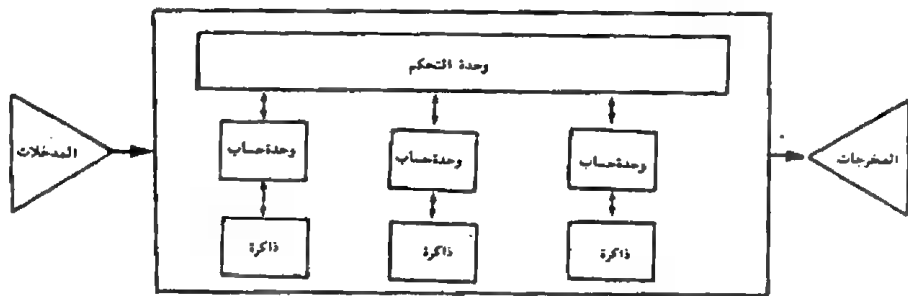 وحدة التحكم
المدخلات
وحدة حساب
وحدة حساب
وحدة حساب
المخرجات
ذاكرة
ذاكرة
ذاكرة